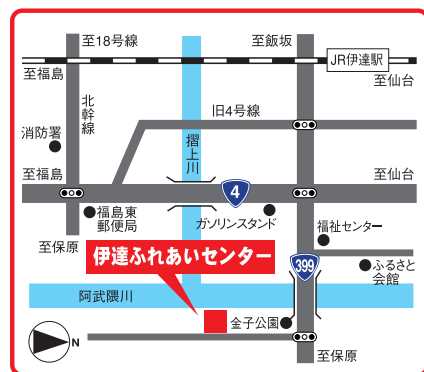 至18号線
至飯坂
JR伊達駅
至福島
至仙台
北幹線
旧4号線
消防署
摺上川
至福島
4
至仙台
福島東
郵便局
ガソリンスタンド
福祉センター
至保原
伊達ふれあいセンター
399
ふるさと
会館
阿武隈川
金子公園
N
至保原